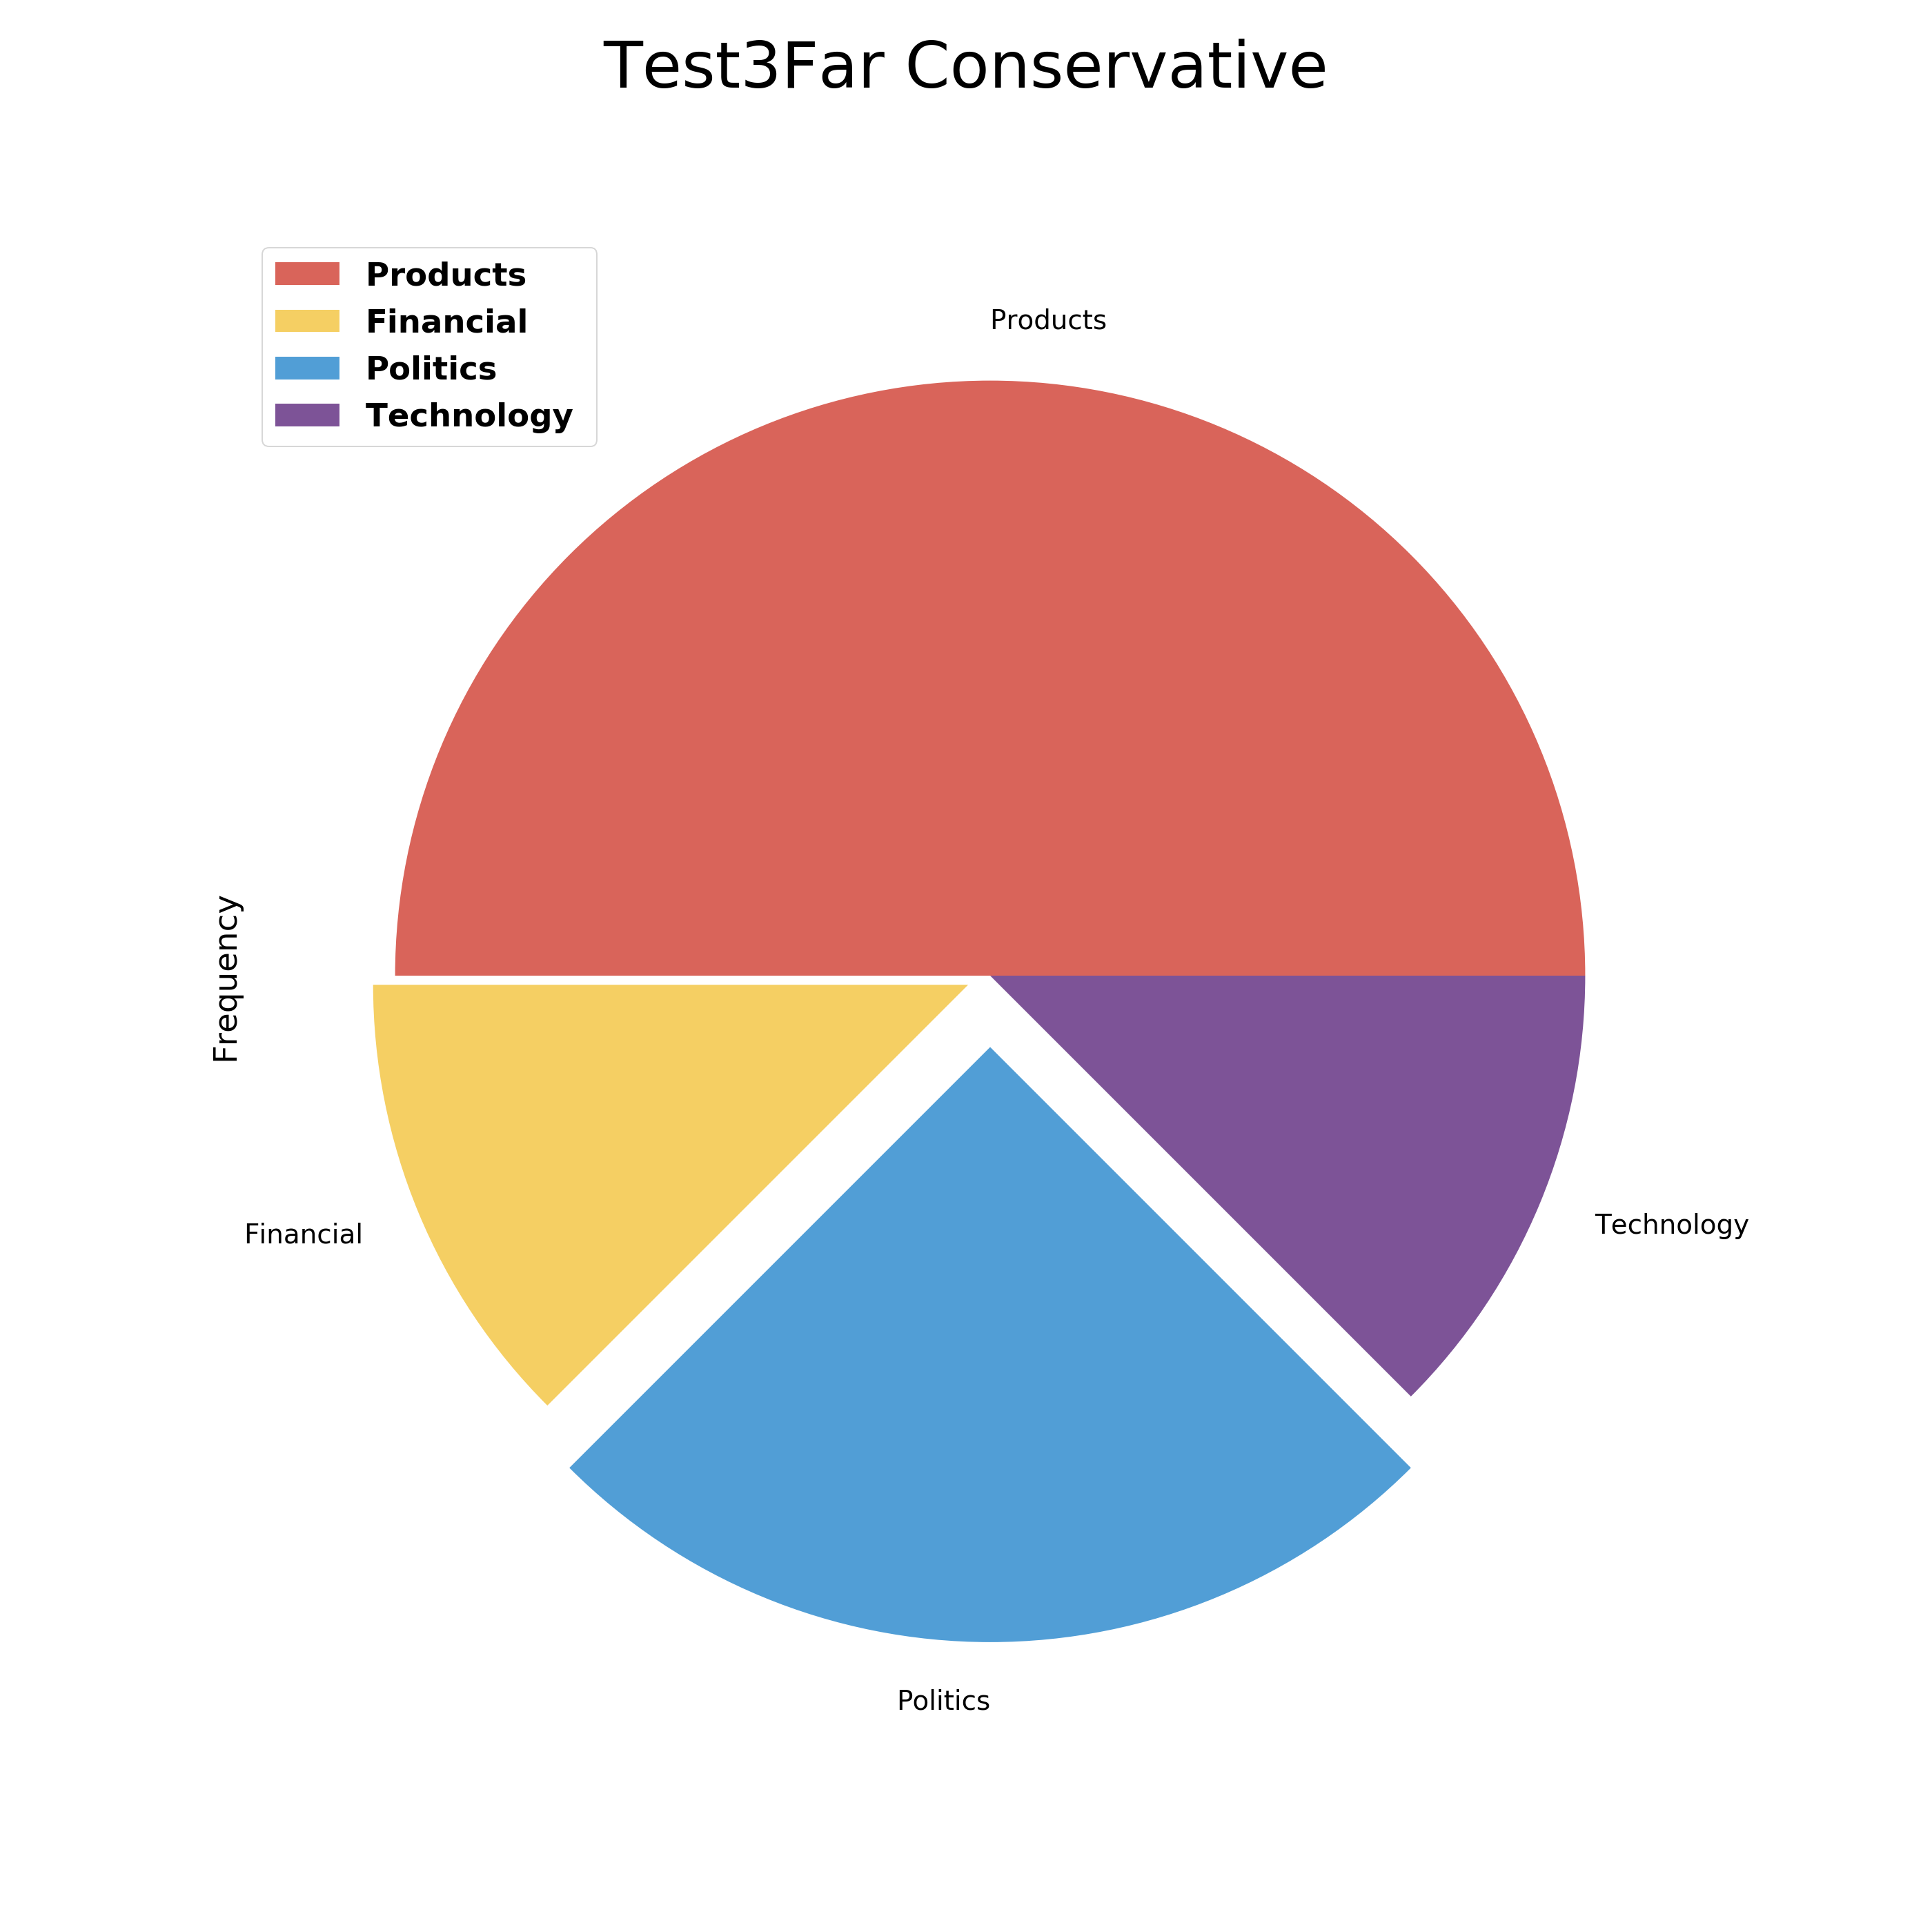 Test3Far Conservative
Products
Financial
Politics
Technology
Products
Frequency
Financial
Technology
Politics